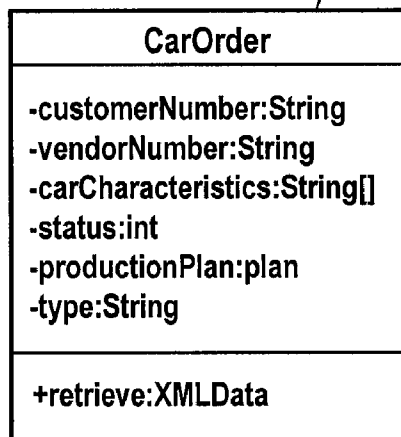 CarOrder
-customerNumber:String
-vendorNumber:String
-carCharacteristics:String[]
-status:int
-productionPlan:plan
-type:String
+retrieve:XMLData